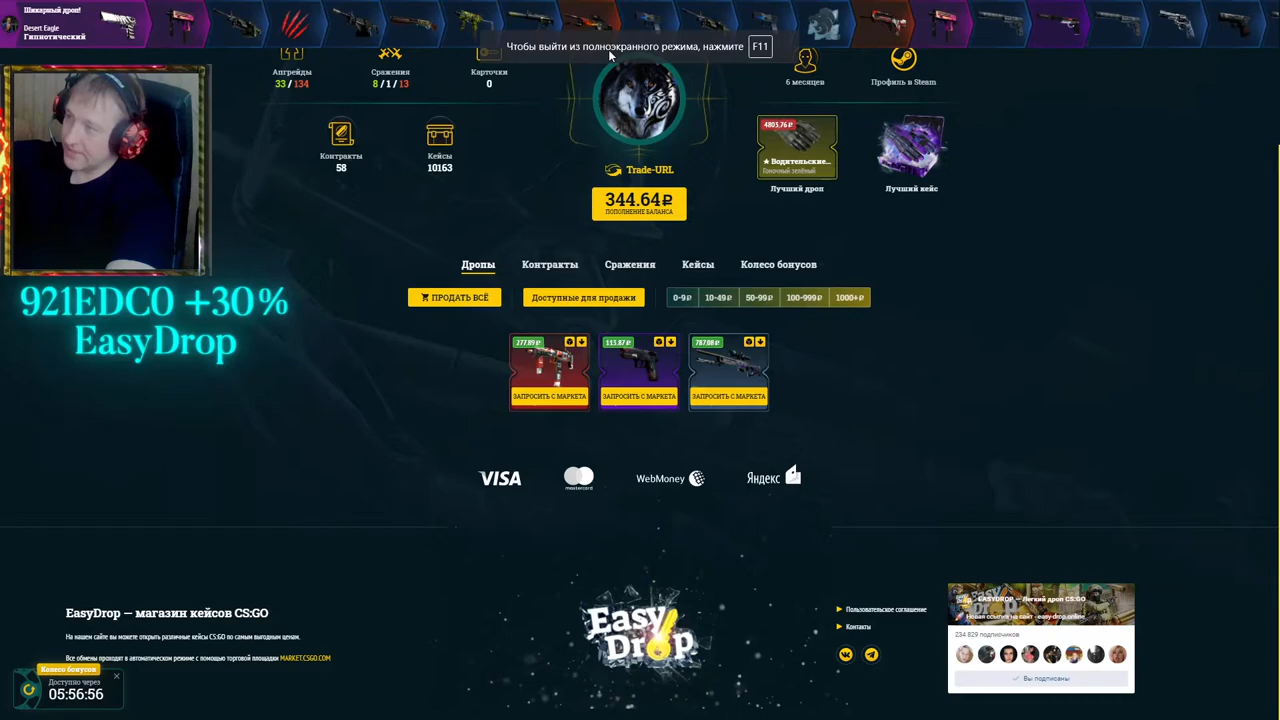 Шикарный дроп!
Desert Eagle
Гипнотический
Чтобы выйти из полноэкранного режима, нажмите F11
Апгрейды
33 / 134
Сражения
8 / 1 / 13
Карточки
0
6 месяцев
Профиль в Steam
Контракты
58
Кейсы
10163
4803.76 ₽
★ Водительские...
Гоночный зелёный
Лучший дроп
Лучший кейс
Trade-URL
344.64₽
ПОПОЛНЕНИЕ БАЛАНСА
921EDC0 +30%
EasyDrop
Дропы
Контракты
Сражения
Кейсы
Колесо бонусов
ПРОДАТЬ ВСЁ
Доступные для продажи
0-9₽
10-49₽
50-99₽
100-999₽
1000+₽
277.89₽
113.87₽
787.08₽
ЗАПРОСИТЬ С МАРКЕТА
ЗАПРОСИТЬ С МАРКЕТА
ЗАПРОСИТЬ С МАРКЕТА
VISA
mastercard
WebMoney
Яндекс
EasyDrop — магазин кейсов CS:GO
На нашем сайте вы можете открыть различные кейсы CS:GO по самым выгодным ценам.
Все обмены проходят в автоматическом режиме с помощью торговой площадки MARKET.CSGO.COM
Easy Drop
Пользовательское соглашение
Контакты
EASYDROP — Легкий дроп CS:GO
Новая ссылка на сайт - easy-drop.online
234 829 подписчиков
Вы подписаны
Колесо бонусов
Доступно через
05:56:56